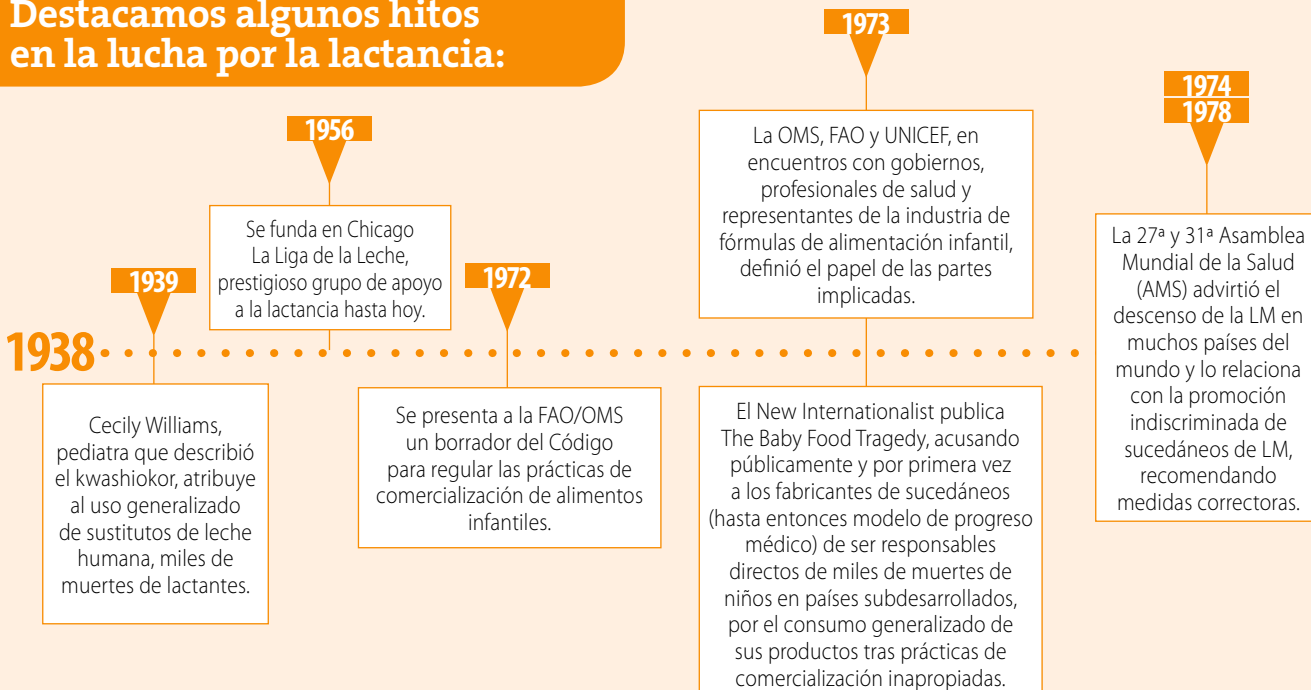 Destacamos algunos hitos
en la lucha por la lactancia:
1938
1939
Cecily Williams,
pediatra que describió
el kwashiokor, atribuye
al uso generalizado
de sustitutos de leche
humana, miles de
muertes de lactantes.
1956
Se funda en Chicago
La Liga de la Leche,
prestigioso grupo de apoyo
a la lactancia hasta hoy.
1972
Se presenta a la FAO/OMS
un borrador del Código
para regular las prácticas de
comercialización de alimentos
infantiles.
1973
La OMS, FAO y UNICEF, en
encuentros con gobiernos,
profesionales de salud y
representantes de la industria de
fórmulas de alimentación infantil,
definió el papel de las partes
implicadas.
El New Internationalist publica
The Baby Food Tragedy, acusando
públicamente y por primera vez
a los fabricantes de sucedáneos
(hasta entonces modelo de progreso
médico) de ser responsables
directos de miles de muertes de
niños en países subdesarrollados,
por el consumo generalizado de
sus productos tras prácticas de
comercialización inapropiadas.
1974
1978
La 27ª y 31ª Asamblea
Mundial de la Salud
(AMS) advirtió el
descenso de la LM en
muchos países del
mundo y lo relaciona
con la promoción
indiscriminada de
sucedáneos de LM,
recomendando
medidas correctoras.